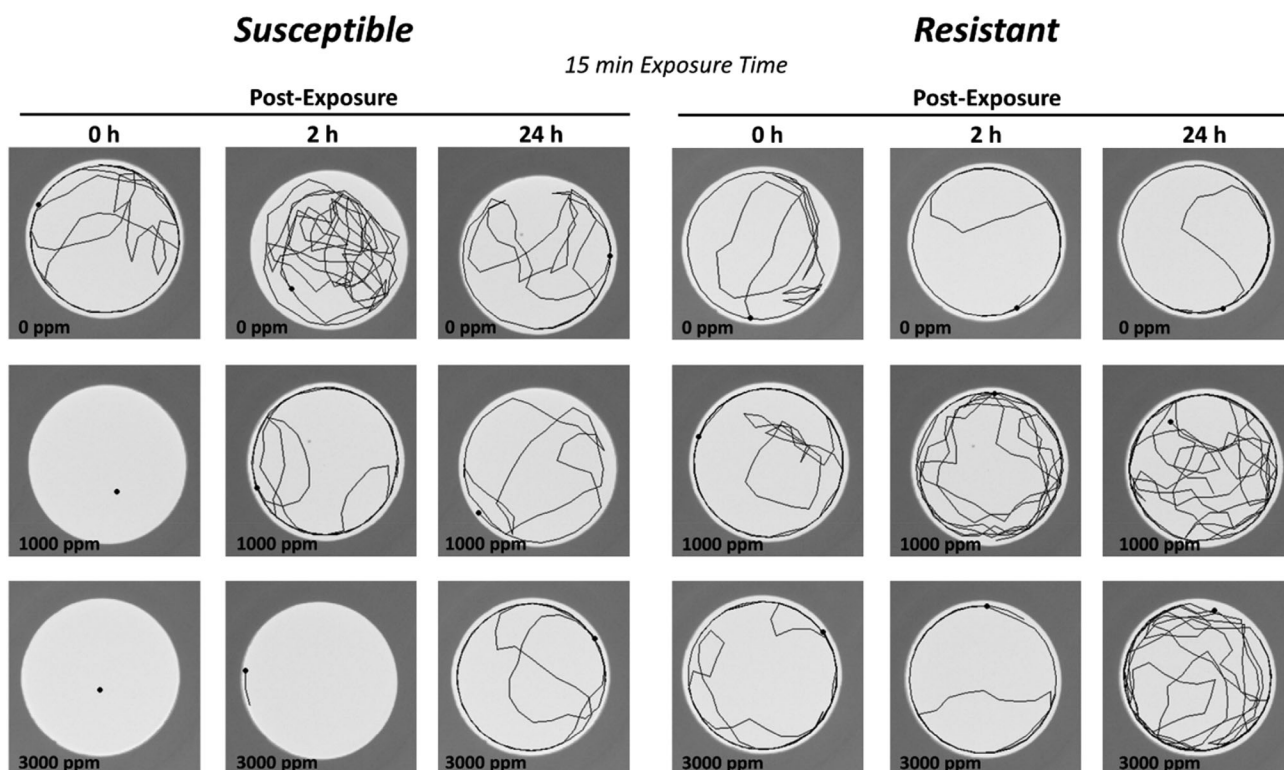 Susceptible Resistant
15 min Exposure Time
Post-Exposure Post-Exposure
0 h 2 h 24 h 0 h 2 h 24 h
0 ppm 0 ppm 0 ppm 0 ppm 0 ppm 0 ppm
1000 ppm 1000 ppm 1000 ppm 1000 ppm 1000 ppm 1000 ppm
3000 ppm 3000 ppm 3000 ppm 3000 ppm 3000 ppm 3000 ppm